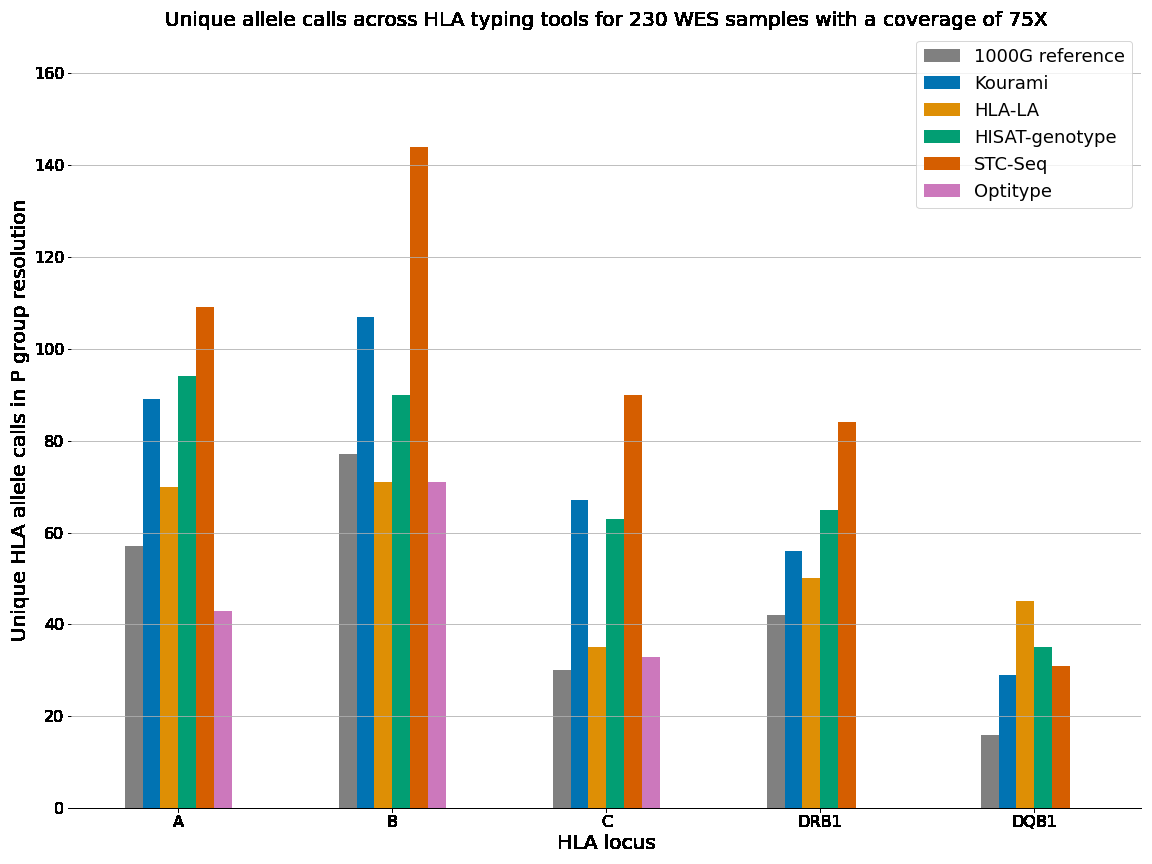 Unique allele calls across HLA typing tools for 230 WES samples with a coverage of 75X
1000G reference
Kourami
HLA-LA
HISAT-genotype
STC-Seq
Optitype
Unique HLA allele calls in P group resolution
160
140
120
100
80
60
40
20
0
A
B
C
DRB1
DQB1
HLA locus